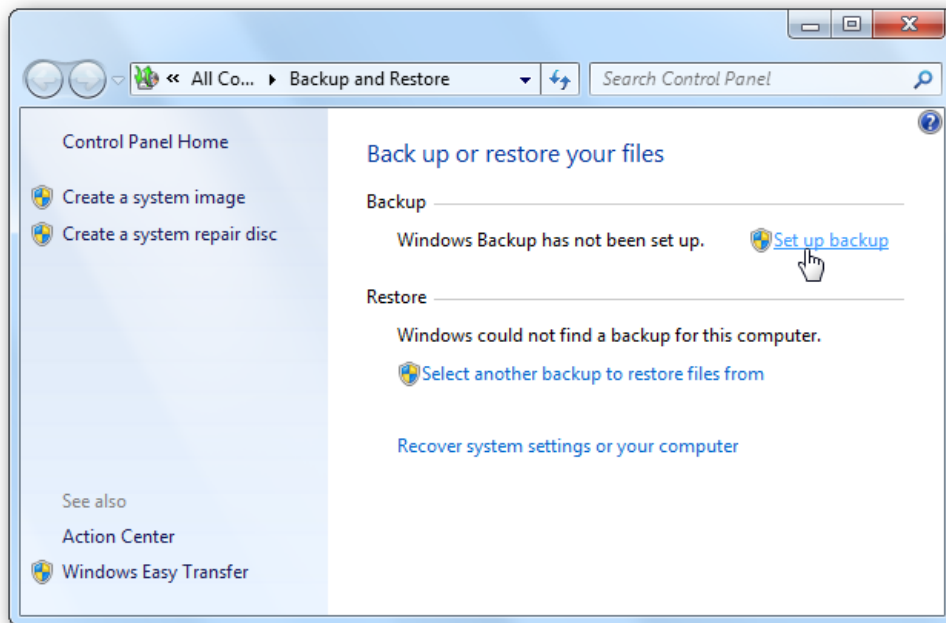 « All Co... ▸ Backup and Restore
Search Control Panel
Control Panel Home
Create a system image
Create a system repair disc
Back up or restore your files
Backup
Windows Backup has not been set up. Set up backup
Restore
Windows could not find a backup for this computer.
Select another backup to restore files from
Recover system settings or your computer
See also
Action Center
Windows Easy Transfer